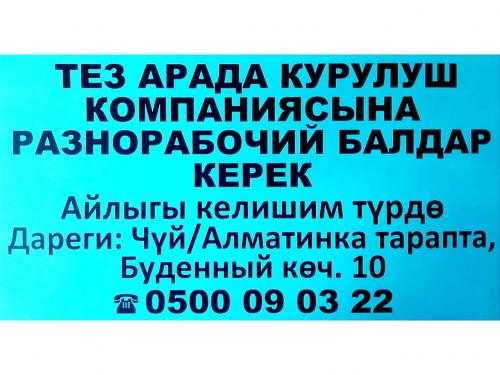 ТЕЗ АРАДА КУРУЛУШ
КОМПАНИЯСЫНА
РАЗНОРАБОЧИЙ БАЛДАР
КЕРЕК
Айлыгы келишим түрдө
Дареги: Чүй/Алматинка тарапта,
Буденный көч. 10
☎ 0500 09 03 22